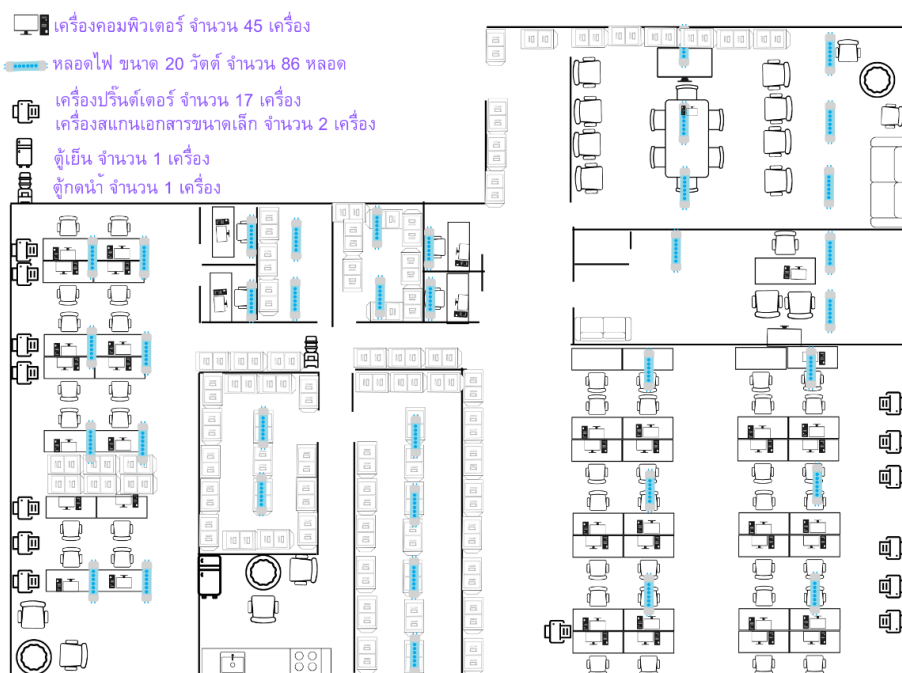 เครื่องคอมพิวเตอร์ จำนวน 45 เครื่อง
หลอดไฟ ขนาด 20 วัตต์ จำนวน 86 หลอด
เครื่องปริ๊นต์เตอร์ จำนวน 17 เครื่อง
เครื่องสแกนเอกสารขนาดเล็ก จำนวน 2 เครื่อง
ตู้เย็น จำนวน 1 เครื่อง
ตู้กดน้ำ จำนวน 1 เครื่อง